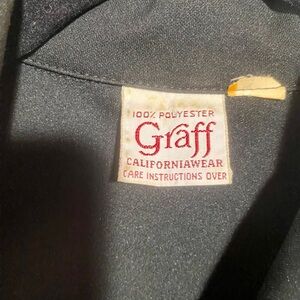 100% POLYESTER
Graff
CALIFORNIAWEAR
CARE INSTRUCTIONS OVER